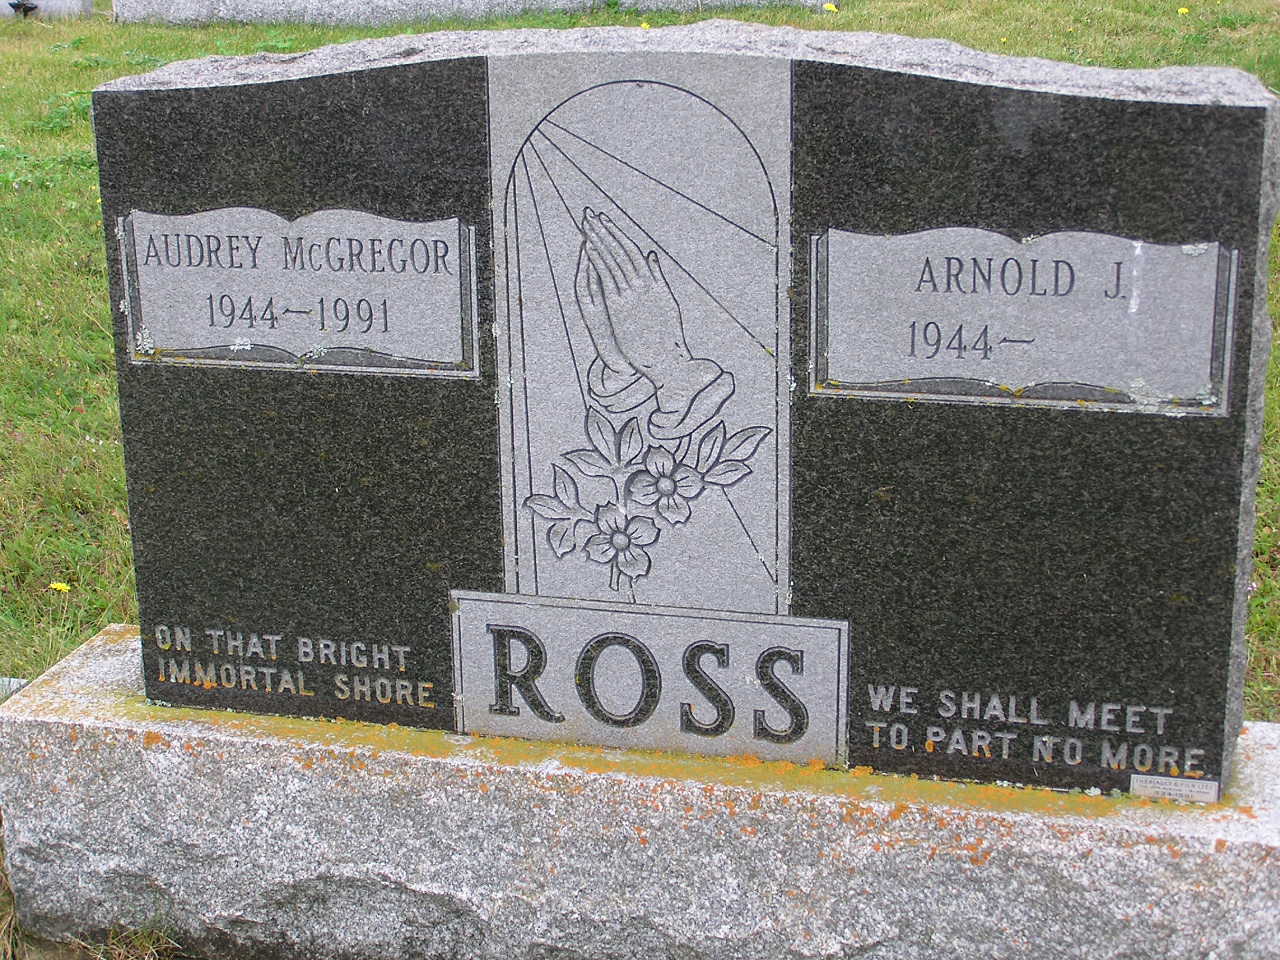 AUDREY McGREGOR
1944–1991
ARNOLD J.
1944–
ON THAT BRIGHT
IMMORTAL SHORE
ROSS
WE SHALL MEET
TO PART NO MORE